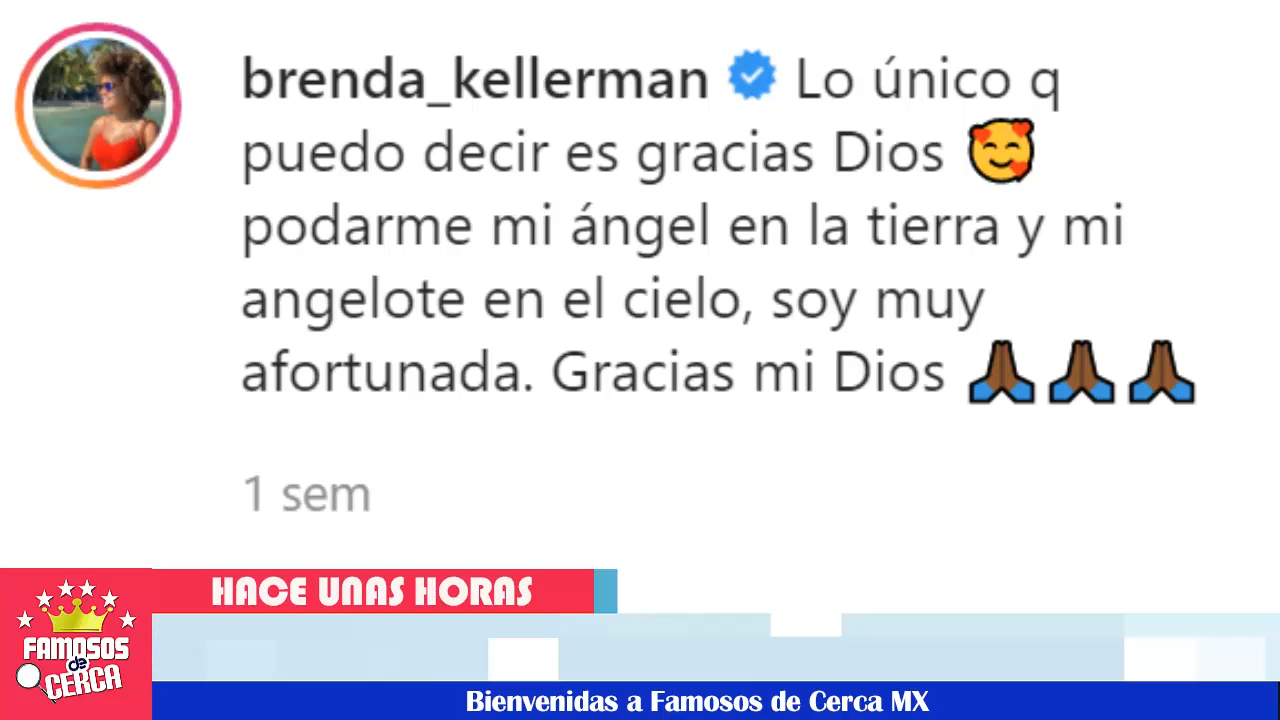 brenda_kellerman Lo único q
puedo decir es gracias Dios 🥰
podarme mi ángel en la tierra y mi
angelote en el cielo, soy muy
afortunada. Gracias mi Dios 🙏🏾🙏🏾🙏🏾
1 sem
HACE UNAS HORAS
FAMOSOS
de
CERCA
Bienvenidas a Famosos de Cerca MX